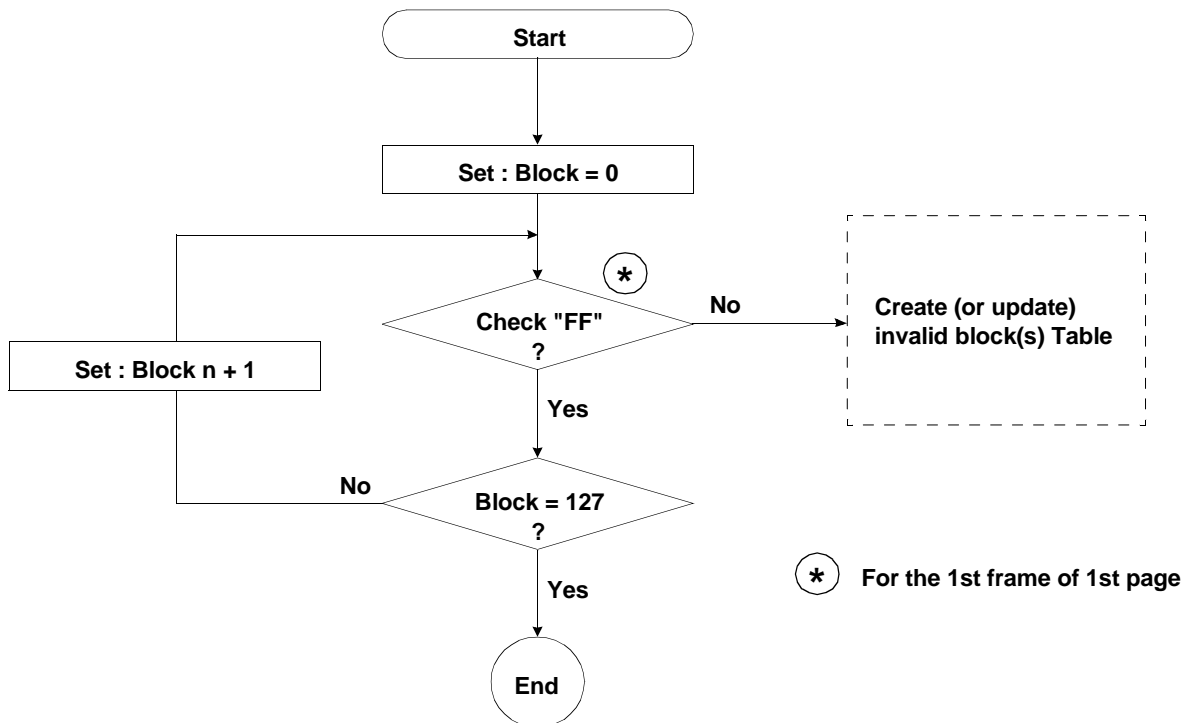 Start
Set : Block = 0
*
Check "FF"
?
No
Create (or update)
invalid block(s) Table
Set : Block n + 1
Yes
No
Block = 127
?
Yes
* For the 1st frame of 1st page
End